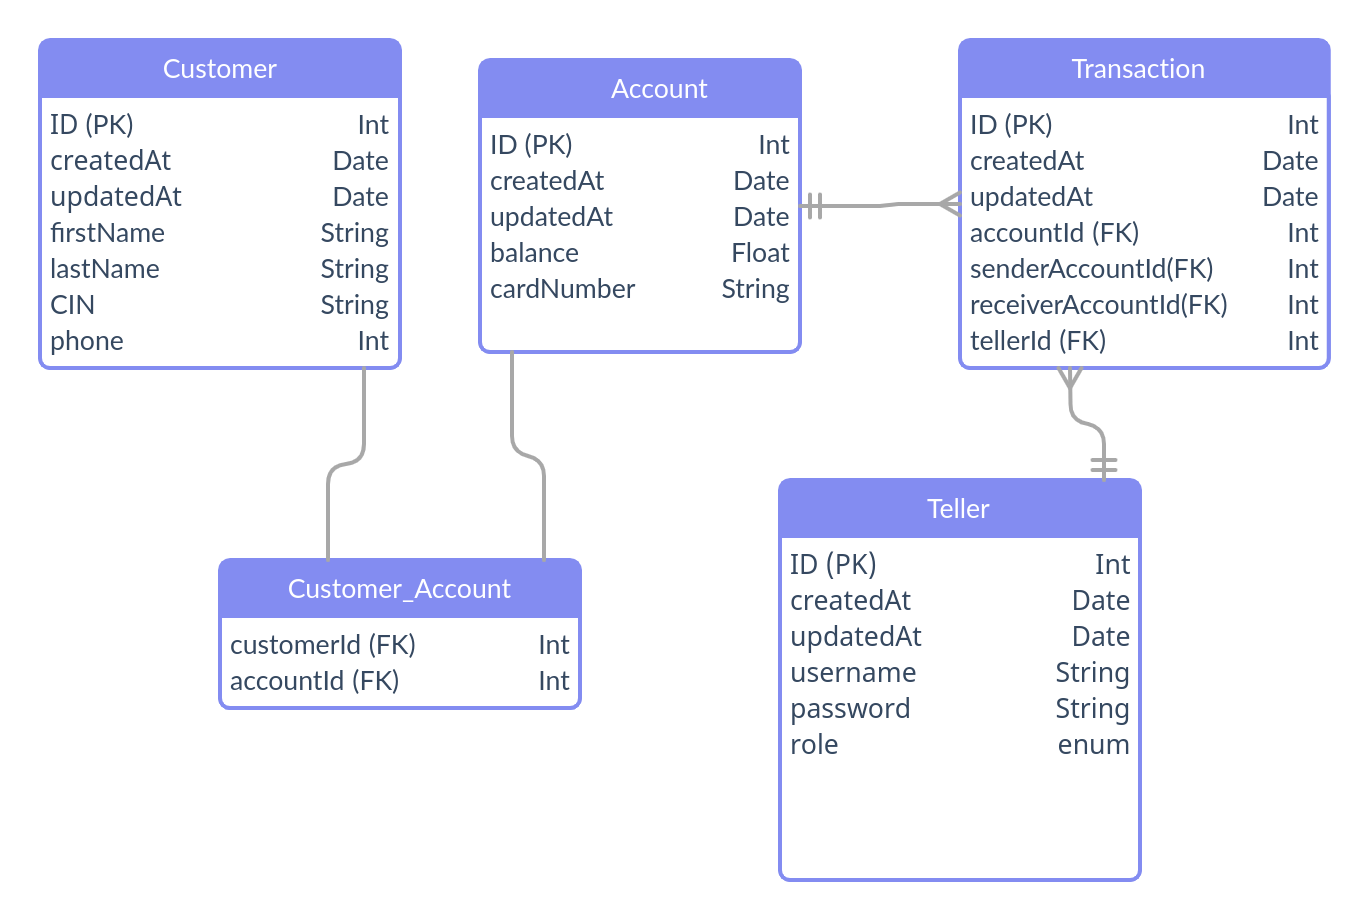 Customer
ID (PK) Int
createdAt Date
updatedAt Date
firstName String
lastName String
CIN String
phone Int
Account
ID (PK) Int
createdAt Date
updatedAt Date
balance Float
cardNumber String
Transaction
ID (PK) Int
createdAt Date
updatedAt Date
accountId (FK) Int
senderAccountId(FK) Int
receiverAccountId(FK) Int
tellerId (FK) Int
Customer_Account
customerId (FK) Int
accountId (FK) Int
Teller
ID (PK) Int
createdAt Date
updatedAt Date
username String
password String
role enum